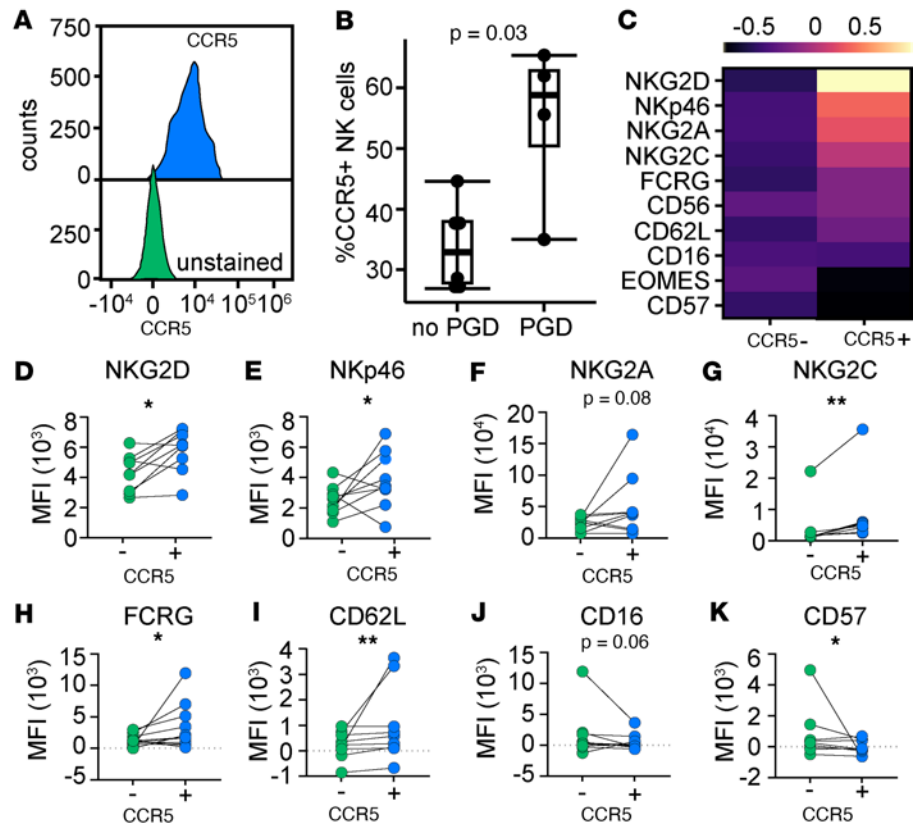 A
CCR5
counts
750
500
250
0
250
0
unstained
-10⁴ 0 10⁴ 10⁵ 10⁶
CCR5
B
p = 0.03
%CCR5+ NK cells
60
50
40
30
no PGD PGD
C
-0.5 0 0.5
NKG2D
NKp46
NKG2A
NKG2C
FCRG
CD56
CD62L
CD16
EOMES
CD57
CCR5- CCR5+
D
NKG2D
*
MFI (10³)
8
6
4
2
0
- +
CCR5
E
NKp46
*
MFI (10³)
8
6
4
2
0
- +
CCR5
F
NKG2A
p = 0.08
MFI (10⁴)
20
15
10
5
0
- +
CCR5
G
NKG2C
**
MFI (10⁴)
4
3
2
1
0
- +
CCR5
H
FCRG
*
MFI (10³)
15
10
5
0
-5
- +
CCR5
I
CD62L
**
MFI (10³)
4
3
2
1
0
-1
- +
CCR5
J
CD16
p = 0.06
MFI (10³)
15
10
5
0
-5
- +
CCR5
K
CD57
*
MFI (10³)
6
3
0
-3
- +
CCR5